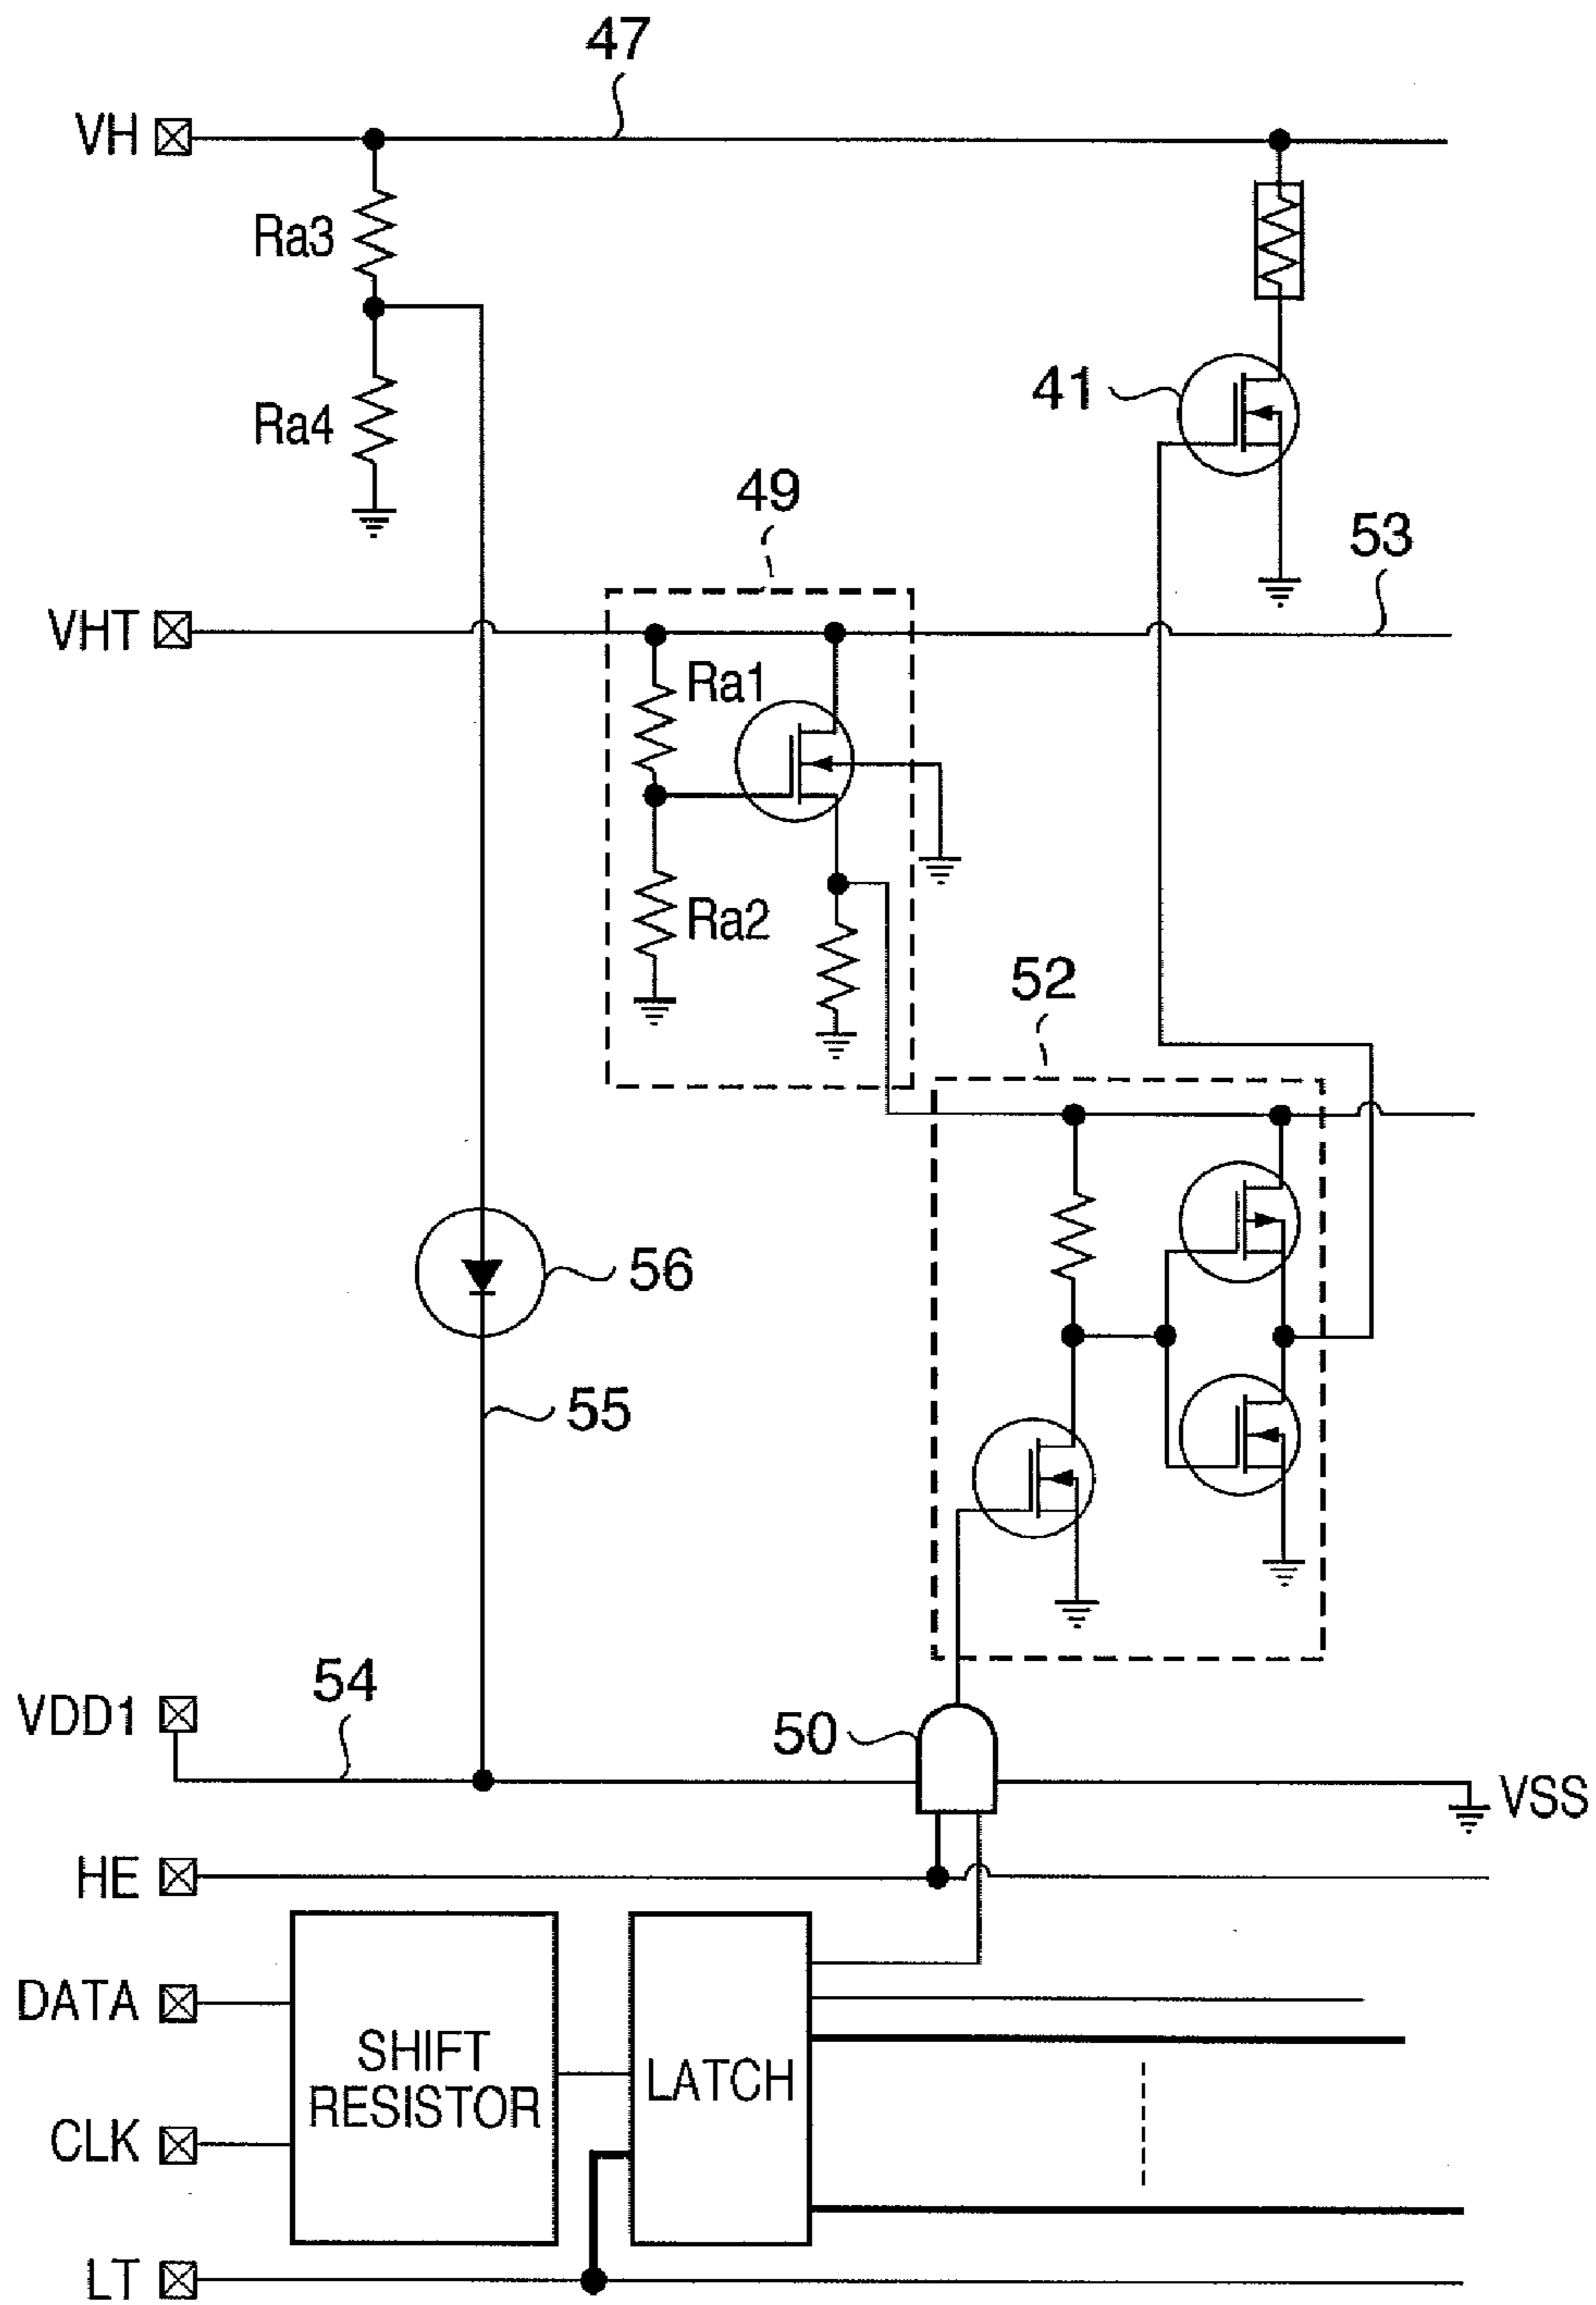 47
VH
Ra3
41
Ra4
49
53
VHT
Ra1
Ra2
52
56
55
54
VDD1
50
VSS
HE
DATA
SHIFT
RESISTOR
LATCH
CLK
LT